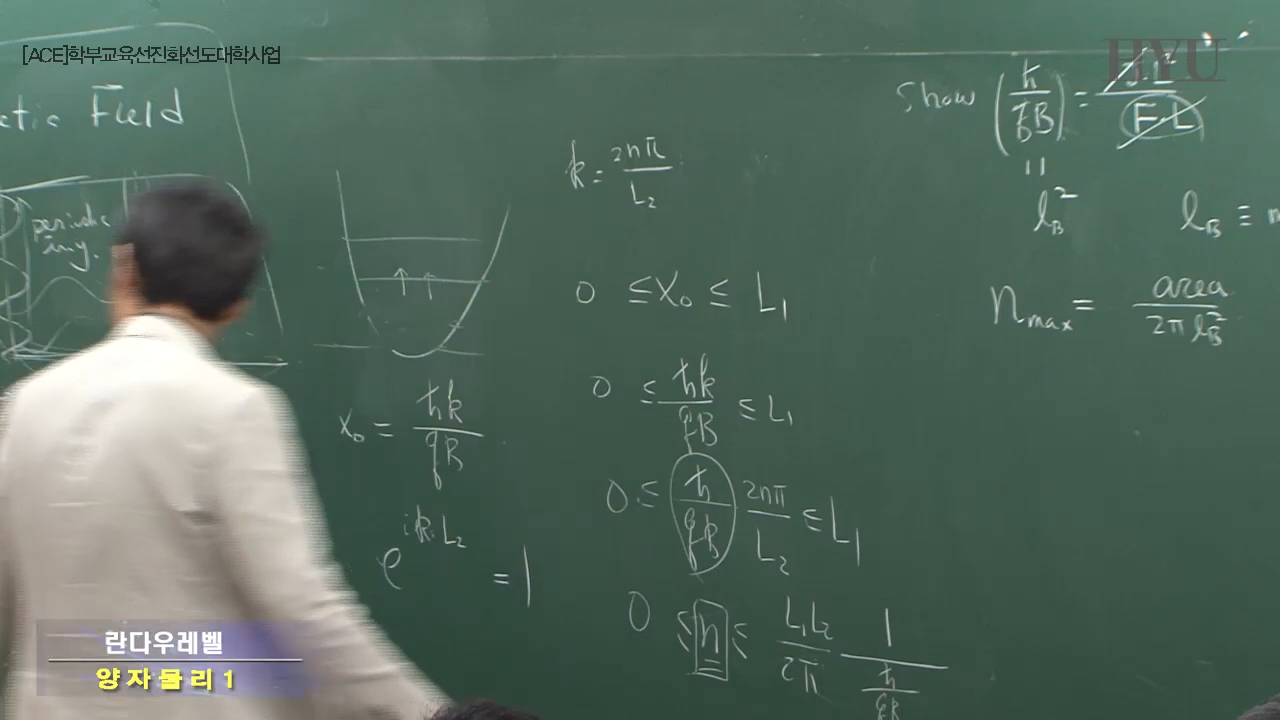 [ACE]학부교육선진화선도대학사업
HYU
Field
periodic
in y.
k = 2nπ / L₂
0 ≤ X₀ ≤ L₁
0 ≤ ħk / qB ≤ L₁
0 ≤ ħ / qB 2nπ / L₂ ≤ L₁
0 ≤ n ≤ L₁L₂ / 2π 1 / (ħ / qB)
x₀ = ħk / qB
e^{ik·L₂} = 1
Show (ħ / qB) =
F·L
=
l_B² l_B ≡
n_max = area / 2π l_B²
란다우레벨
양자물리1